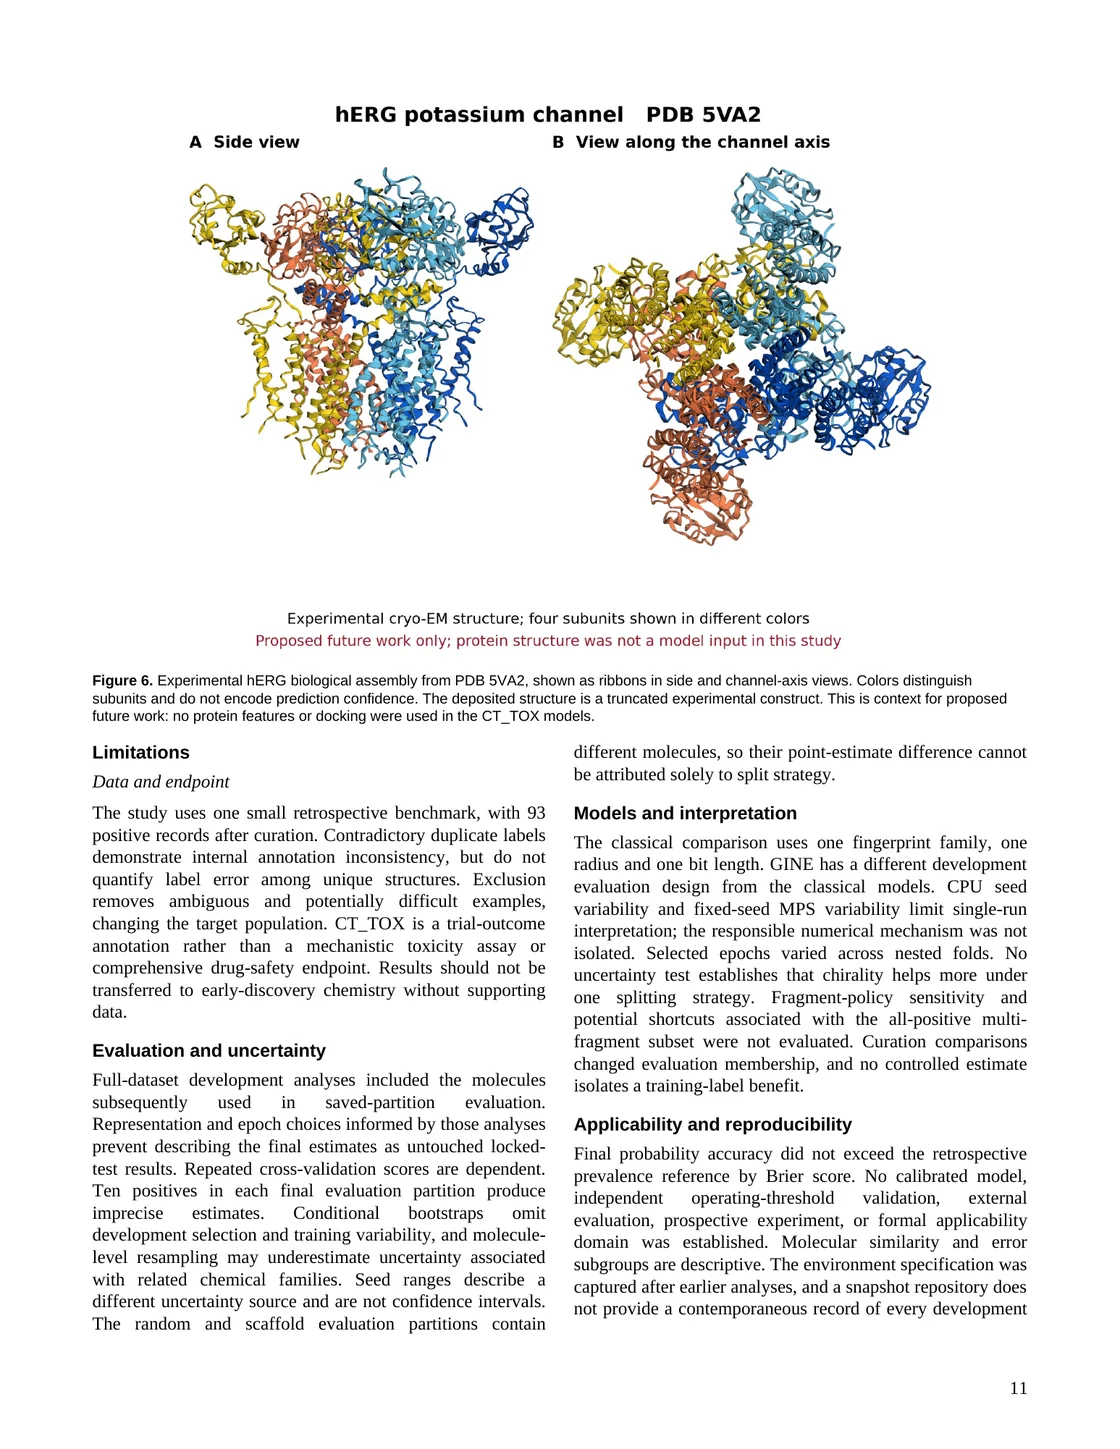 hERG potassium channel   PDB 5VA2
A  Side view
B  View along the channel axis
Experimental cryo-EM structure; four subunits shown in different colors
Proposed future work only; protein structure was not a model input in this study
Figure 6. Experimental hERG biological assembly from PDB 5VA2, shown as ribbons in side and channel-axis views. Colors distinguish
subunits and do not encode prediction confidence. The deposited structure is a truncated experimental construct. This is context for proposed
future work: no protein features or docking were used in the CT_TOX models.
Limitations
Data and endpoint
The study uses one small retrospective benchmark, with 93
positive records after curation. Contradictory duplicate labels
demonstrate internal annotation inconsistency, but do not
quantify label error among unique structures. Exclusion
removes ambiguous and potentially difficult examples,
changing the target population. CT_TOX is a trial-outcome
annotation rather than a mechanistic toxicity assay or
comprehensive drug-safety endpoint. Results should not be
transferred to early-discovery chemistry without supporting
data.
Evaluation and uncertainty
Full-dataset development analyses included the molecules
subsequently used in saved-partition evaluation.
Representation and epoch choices informed by those analyses
prevent describing the final estimates as untouched locked-
test results. Repeated cross-validation scores are dependent.
Ten positives in each final evaluation partition produce
imprecise estimates. Conditional bootstraps omit
development selection and training variability, and molecule-
level resampling may underestimate uncertainty associated
with related chemical families. Seed ranges describe a
different uncertainty source and are not confidence intervals.
The random and scaffold evaluation partitions contain
different molecules, so their point-estimate difference cannot
be attributed solely to split strategy.
Models and interpretation
The classical comparison uses one fingerprint family, one
radius and one bit length. GINE has a different development
evaluation design from the classical models. CPU seed
variability and fixed-seed MPS variability limit single-run
interpretation; the responsible numerical mechanism was not
isolated. Selected epochs varied across nested folds. No
uncertainty test establishes that chirality helps more under
one splitting strategy. Fragment-policy sensitivity and
potential shortcuts associated with the all-positive multi-
fragment subset were not evaluated. Curation comparisons
changed evaluation membership, and no controlled estimate
isolates a training-label benefit.
Applicability and reproducibility
Final probability accuracy did not exceed the retrospective
prevalence reference by Brier score. No calibrated model,
independent operating-threshold validation, external
evaluation, prospective experiment, or formal applicability
domain was established. Molecular similarity and error
subgroups are descriptive. The environment specification was
captured after earlier analyses, and a snapshot repository does
not provide a contemporaneous record of every development
11